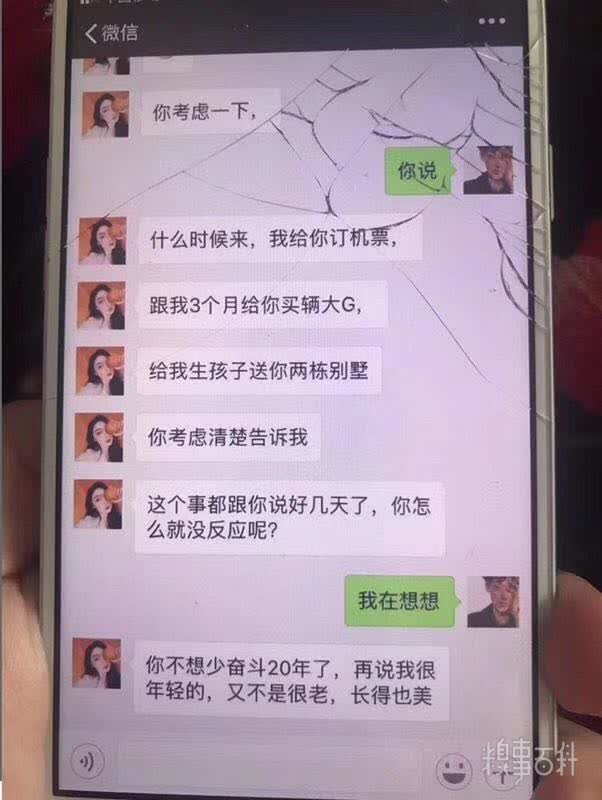 微信
你考虑一下,
你说
什么时候来，我给你订机票,
跟我3个月给你买辆大G,
给我生孩子送你两栋别墅
你考虑清楚告诉我
这个事都跟你说好几天了，你怎
么就没反应呢?
我在想想
你不想少奋斗20年了，再说我很
年轻的，又不是很老，长得也美
糗事百科